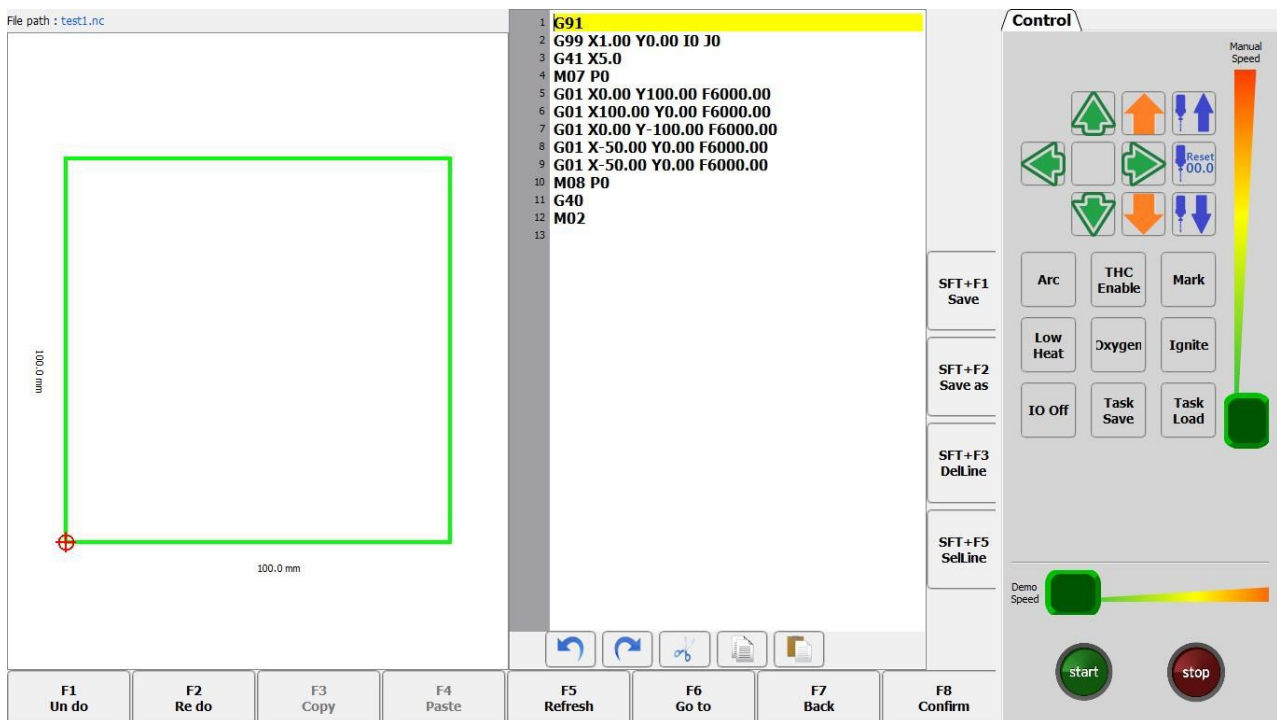 File path : test1.nc
1 G91
2 G99 X1.00 Y0.00 I0 J0
3 G41 X5.0
4 M07 P0
5 G01 X0.00 Y100.00 F6000.00
6 G01 X100.00 Y0.00 F6000.00
7 G01 X0.00 Y-100.00 F6000.00
8 G01 X-50.00 Y0.00 F6000.00
9 G01 X-50.00 Y0.00 F6000.00
10 M08 P0
11 G40
12 M02
13
100.0 mm
100.0 mm
SFT+F1
Save
SFT+F2
Save as
SFT+F3
DelLine
SFT+F5
SelLine
Control
Manual
Speed
Reset
00.0
Arc
THC
Enable
Mark
Low
Heat
Oxygen
Ignite
IO Off
Task
Save
Task
Load
Demo
Speed
start
stop
F1
Un do
F2
Re do
F3
Copy
F4
Paste
F5
Refresh
F6
Go to
F7
Back
F8
Confirm